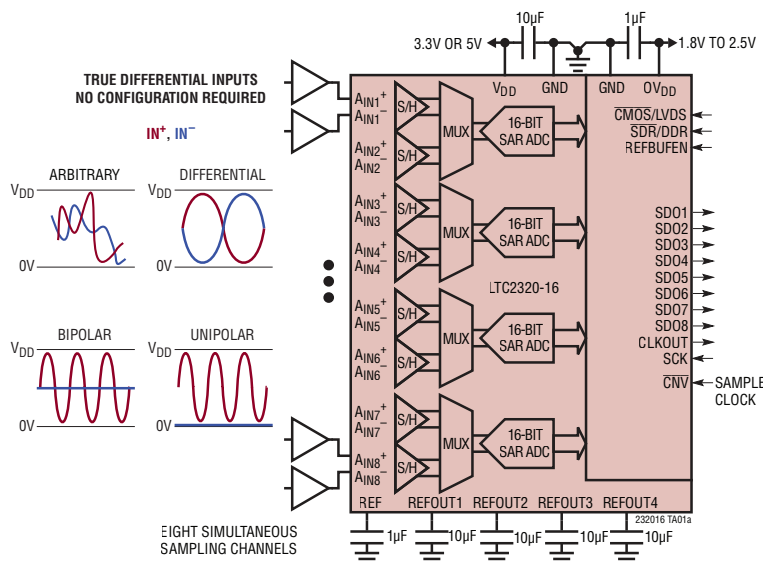 10µF
1µF
3.3V OR 5V
1.8V TO 2.5V
TRUE DIFFERENTIAL INPUTS
NO CONFIGURATION REQUIRED
IN+, IN−
VDD
GND
GND
OVDD
AIN1+
AIN1−
S/H
AIN2+
AIN2−
S/H
MUX
16-BIT
SAR ADC
CMOS/LVDS
SDR/DDR
REFBUFEN
ARBITRARY
DIFFERENTIAL
VDD
0V
AIN3+
AIN3−
S/H
AIN4+
AIN4−
S/H
MUX
16-BIT
SAR ADC
LTC2320-16
SDO1
SDO2
SDO3
SDO4
SDO5
SDO6
SDO7
SDO8
CLKOUT
SCK
CNV
SAMPLE
CLOCK
AIN5+
AIN5−
S/H
AIN6+
AIN6−
S/H
MUX
16-BIT
SAR ADC
BIPOLAR
UNIPOLAR
VDD
0V
AIN7+
AIN7−
S/H
AIN8+
AIN8−
S/H
MUX
16-BIT
SAR ADC
REF
REFOUT1
REFOUT2
REFOUT3
REFOUT4
232016 TA01a
EIGHT SIMULTANEOUS
SAMPLING CHANNELS
1µF
10µF
10µF
10µF
10µF